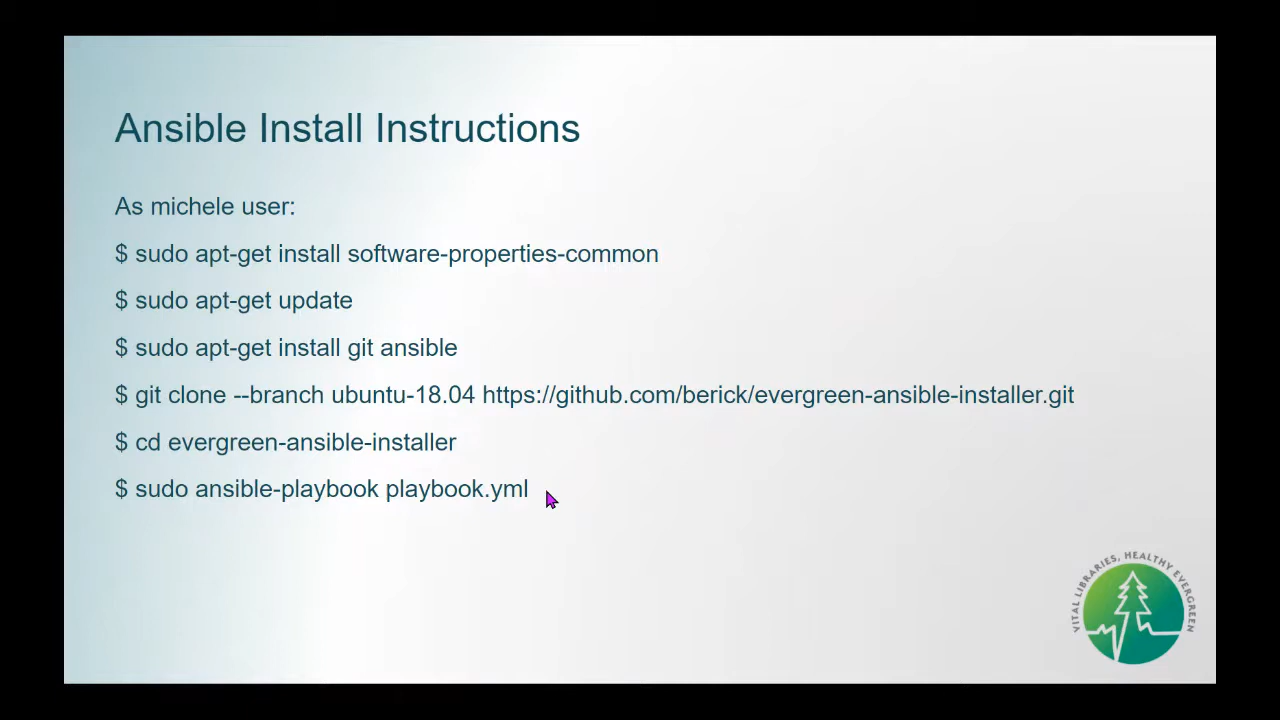 Ansible Install Instructions
As michele user:
$ sudo apt-get install software-properties-common
$ sudo apt-get update
$ sudo apt-get install git ansible
$ git clone --branch ubuntu-18.04 https://github.com/berick/evergreen-ansible-installer.git
$ cd evergreen-ansible-installer
$ sudo ansible-playbook playbook.yml
VITAL LIBRARIES, HEALTHY EVERGREEN